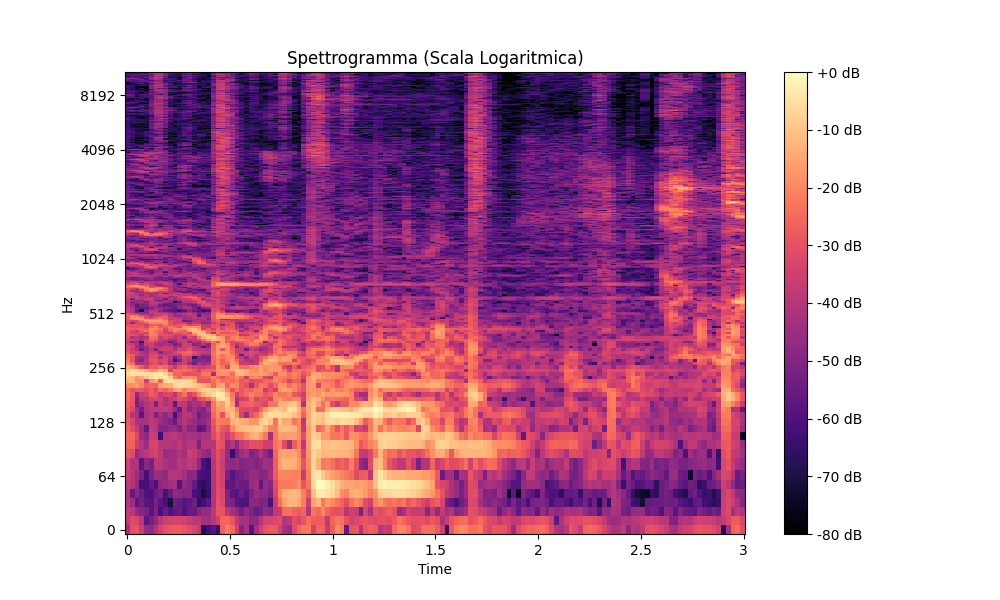 Spettrogramma (Scala Logaritmica)
8192
4096
2048
1024
512
256
128
64
0
Hz
0
0.5
1
1.5
2
2.5
3
Time
+0 dB
-10 dB
-20 dB
-30 dB
-40 dB
-50 dB
-60 dB
-70 dB
-80 dB